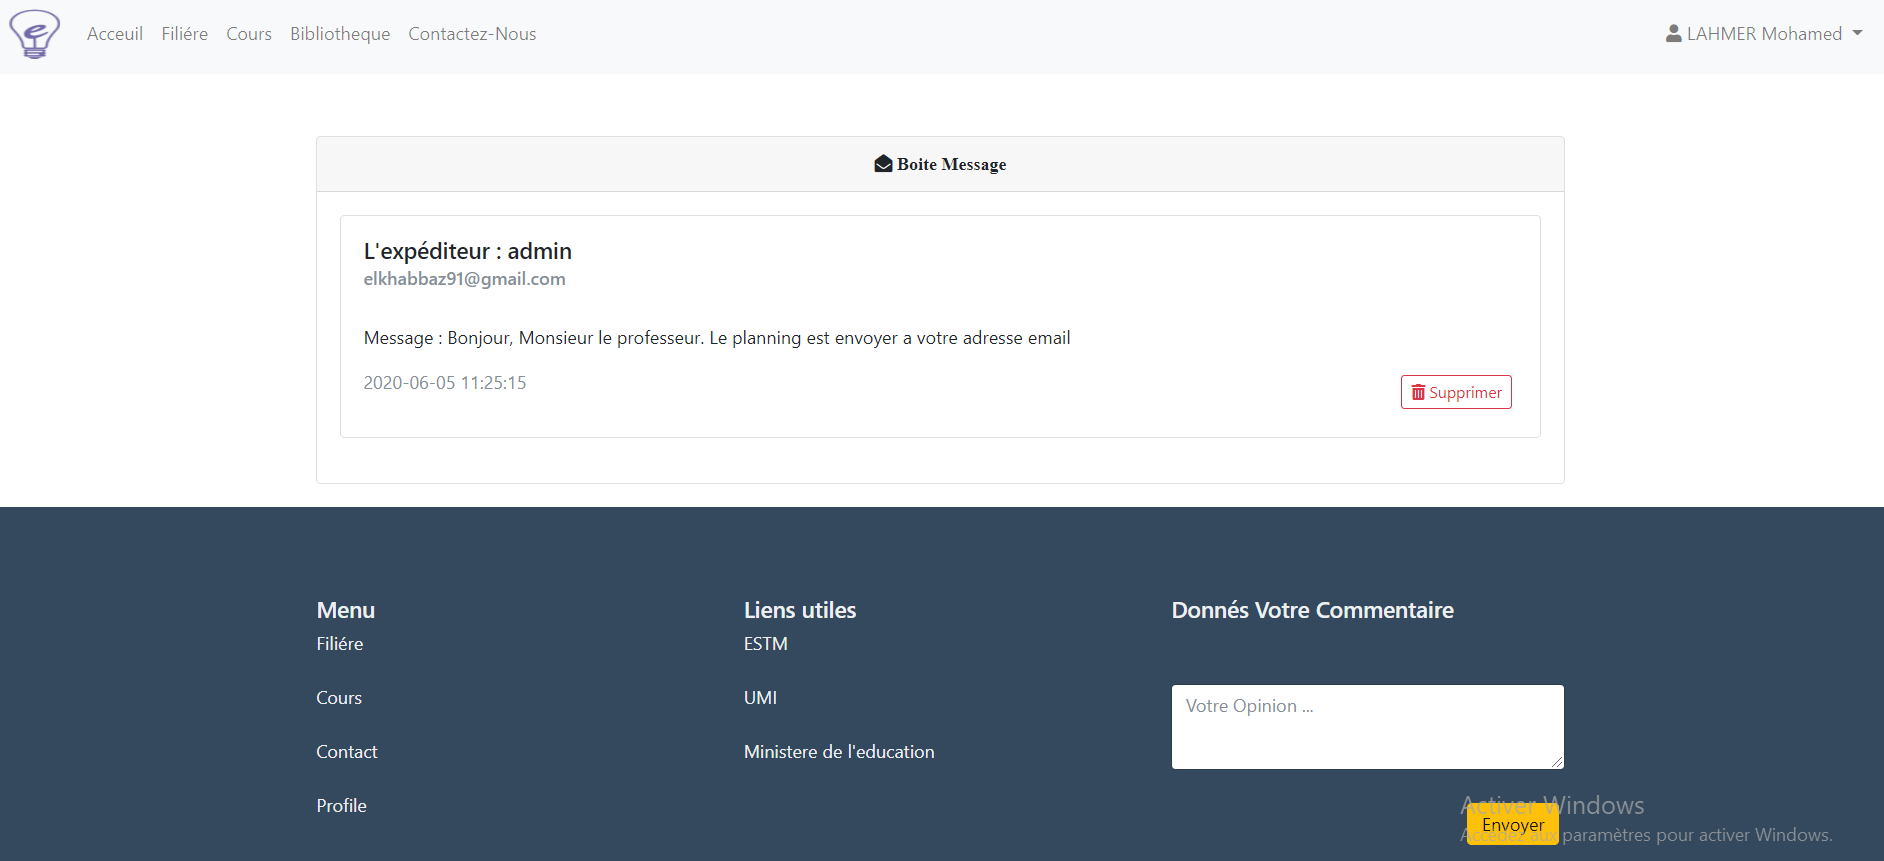 Acceuil Filiére Cours Bibliotheque Contactez-Nous LAHMER Mohamed
Boite Message
L'expéditeur : admin
elkhabbaz91@gmail.com
Message : Bonjour, Monsieur le professeur. Le planning est envoyer a votre adresse email
2020-06-05 11:25:15
Supprimer
Menu
Filiére
Cours
Contact
Profile
Liens utiles
ESTM
UMI
Ministere de l'education
Donnés Votre Commentaire
Votre Opinion ...
Envoyer
Activer Windows
Accédez aux paramètres pour activer Windows.